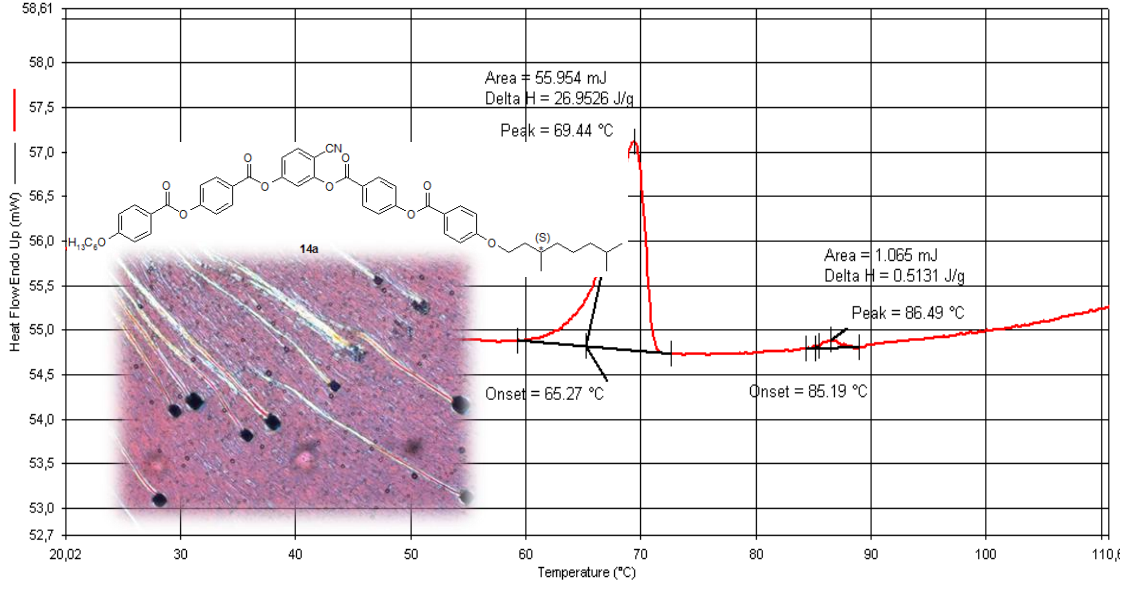 58,61
58,0
57,5
57,0
56,5
56,0
55,5
55,0
54,5
54,0
53,5
53,0
52,7
Heat Flow Endo Up (mW)
Area = 55.954 mJ
Delta H = 26.9526 J/g
Peak = 69.44 °C
CN
O
O
O
O
O
O
O
O
H13C6O
O
(S)
*
14a
Area = 1.065 mJ
Delta H = 0.5131 J/g
Peak = 86.49 °C
Onset = 65.27 °C
Onset = 85.19 °C
20,02
30
40
50
60
70
80
90
100
Temperature (°C)